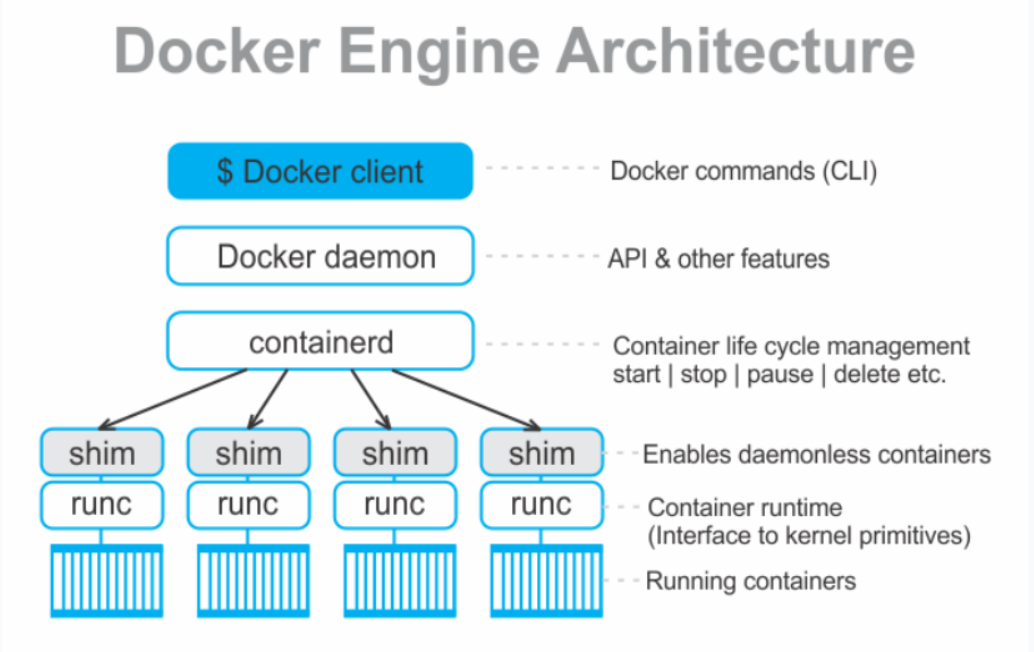 Docker Engine Architecture
$ Docker client
Docker commands (CLI)
Docker daemon
API & other features
containerd
Container life cycle management
start | stop | pause | delete etc.
shim shim shim shim
Enables daemonless containers
runc runc runc runc
Container runtime
(Interface to kernel primitives)
Running containers